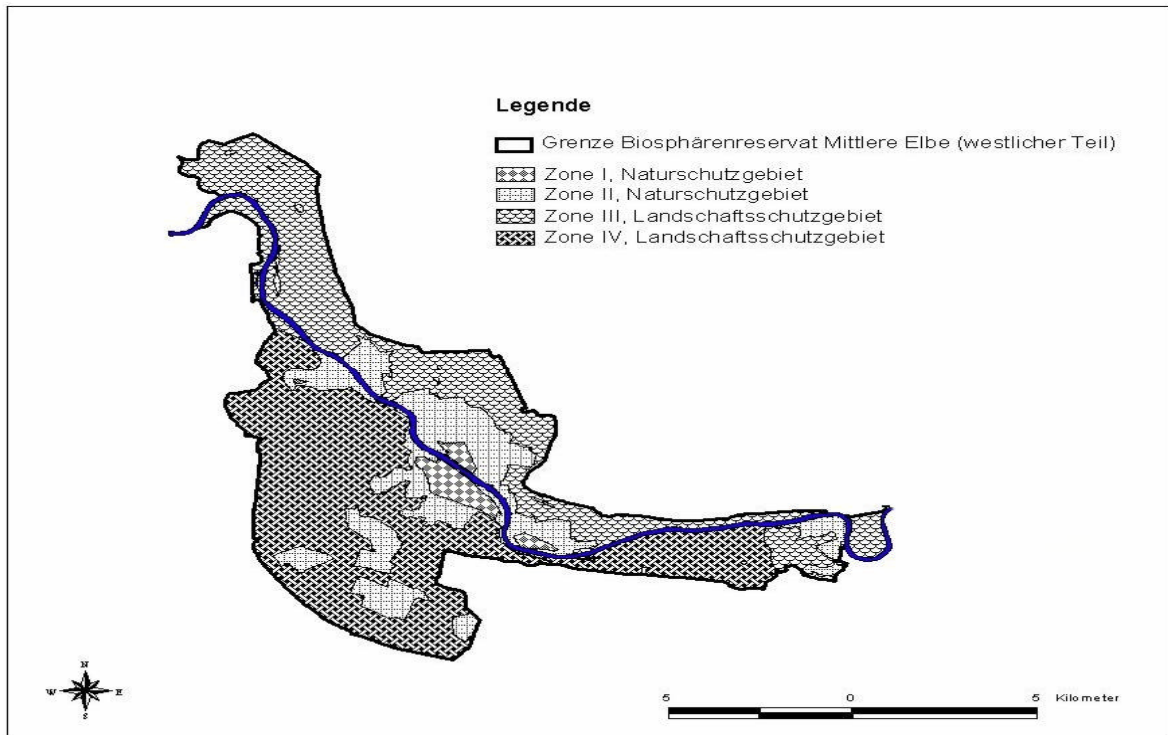 Legende
Grenze Biosphärenreservat Mittlere Elbe (westlicher Teil)
Zone I, Naturschutzgebiet
Zone II, Naturschutzgebiet
Zone III, Landschaftsschutzgebiet
Zone IV, Landschaftsschutzgebiet
N
W E
S
5 0 5 Kilometer